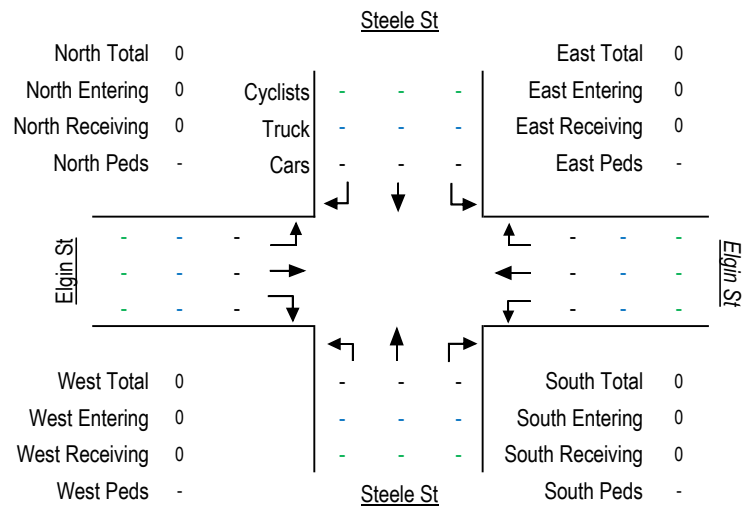 Steele St
North Total 0
East Total 0
North Entering 0
Cyclists - - -
East Entering 0
North Receiving 0
Truck - - -
East Receiving 0
North Peds -
Cars - - -
East Peds -
Elgin St
- - -
- - -
- - -
- - -
- - -
- - -
Elgin St
West Total 0
- - -
South Total 0
West Entering 0
- - -
South Entering 0
West Receiving 0
- - -
South Receiving 0
West Peds -
Steele St
South Peds -